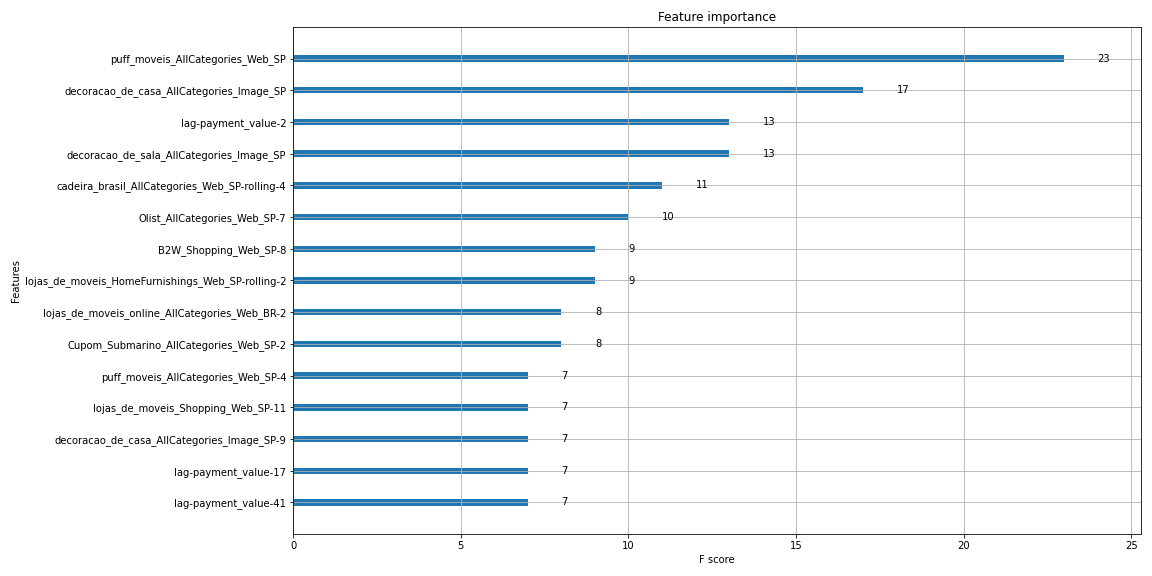 Feature importance
puff_moveis_AllCategories_Web_SP 23
decoracao_de_casa_AllCategories_Image_SP 17
lag-payment_value-2 13
decoracao_de_sala_AllCategories_Image_SP 13
cadeira_brasil_AllCategories_Web_SP-rolling-4 11
Olist_AllCategories_Web_SP-7 10
B2W_Shopping_Web_SP-8 9
lojas_de_moveis_HomeFurnishings_Web_SP-rolling-2 9
lojas_de_moveis_online_AllCategories_Web_BR-2 8
Cupom_Submarino_AllCategories_Web_SP-2 8
puff_moveis_AllCategories_Web_SP-4 7
lojas_de_moveis_Shopping_Web_SP-11 7
decoracao_de_casa_AllCategories_Image_SP-9 7
lag-payment_value-17 7
lag-payment_value-41 7
Features
0 5 10 15 20 25
F score